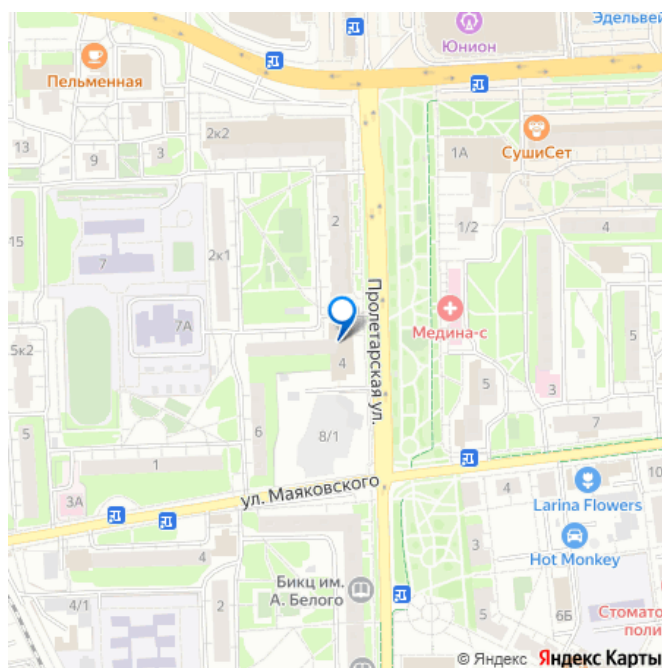 Эдельвей
Юнион
Пельменная
2к2
СушиСет
13
9
3
1А
2
1/2
4
15
7
2к1
7А
Пролетарская ул.
Медина-с
5к2
4
5
5
3
5
6
8/1
7
1
ул. Маяковского
3А
4
10
Larina Flowers
3
Hot Monkey
4
Бикц им.
А. Белого
4/1
2
5
6Б
Стомато
поли
© Яндекс Яндекс Карты